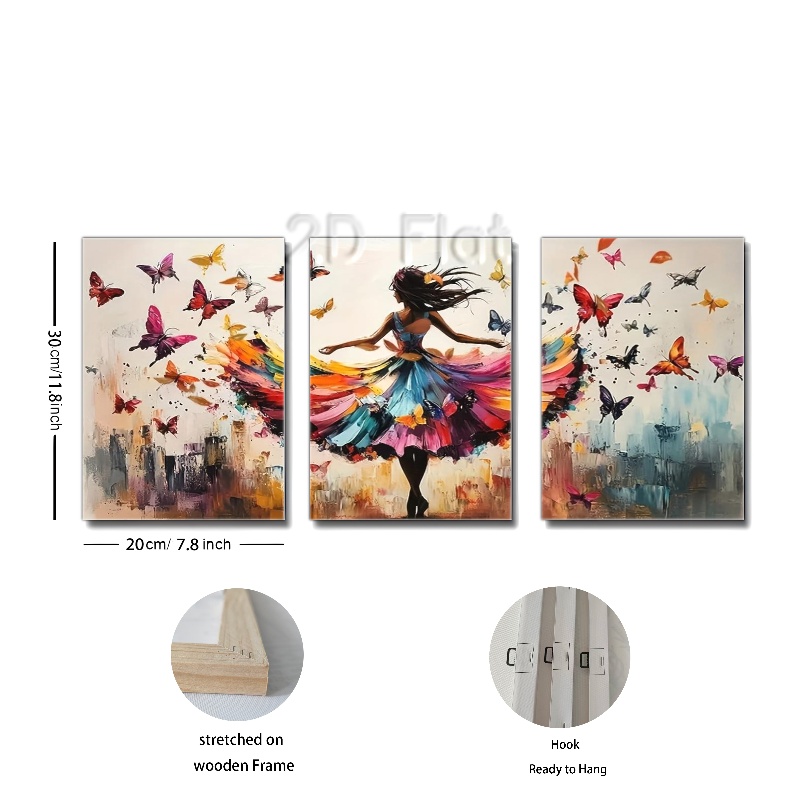 2D Flat
30cm/11.8inch
20cm/ 7.8 inch
stretched on
wooden Frame
Hook
Ready to Hang